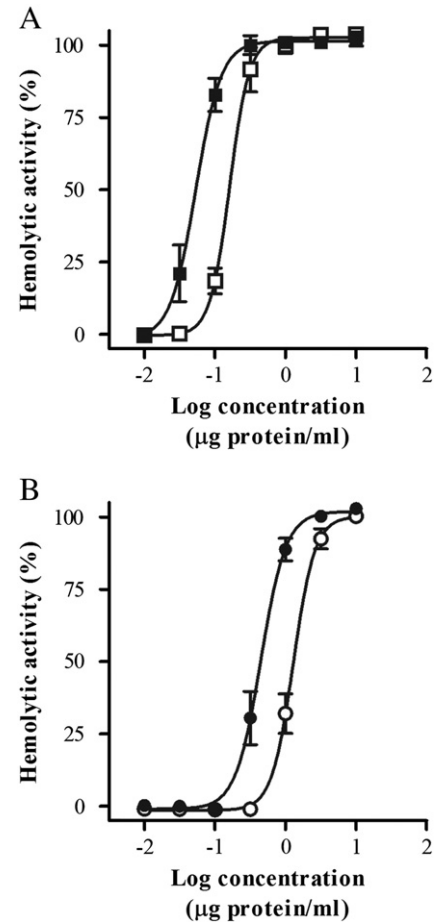 A
Hemolytic activity (%)
100
75
50
25
0
-2 -1 0 1 2
Log concentration
(μg protein/ml)
B
Hemolytic activity (%)
100
75
50
25
0
-2 -1 0 1 2
Log concentration
(μg protein/ml)